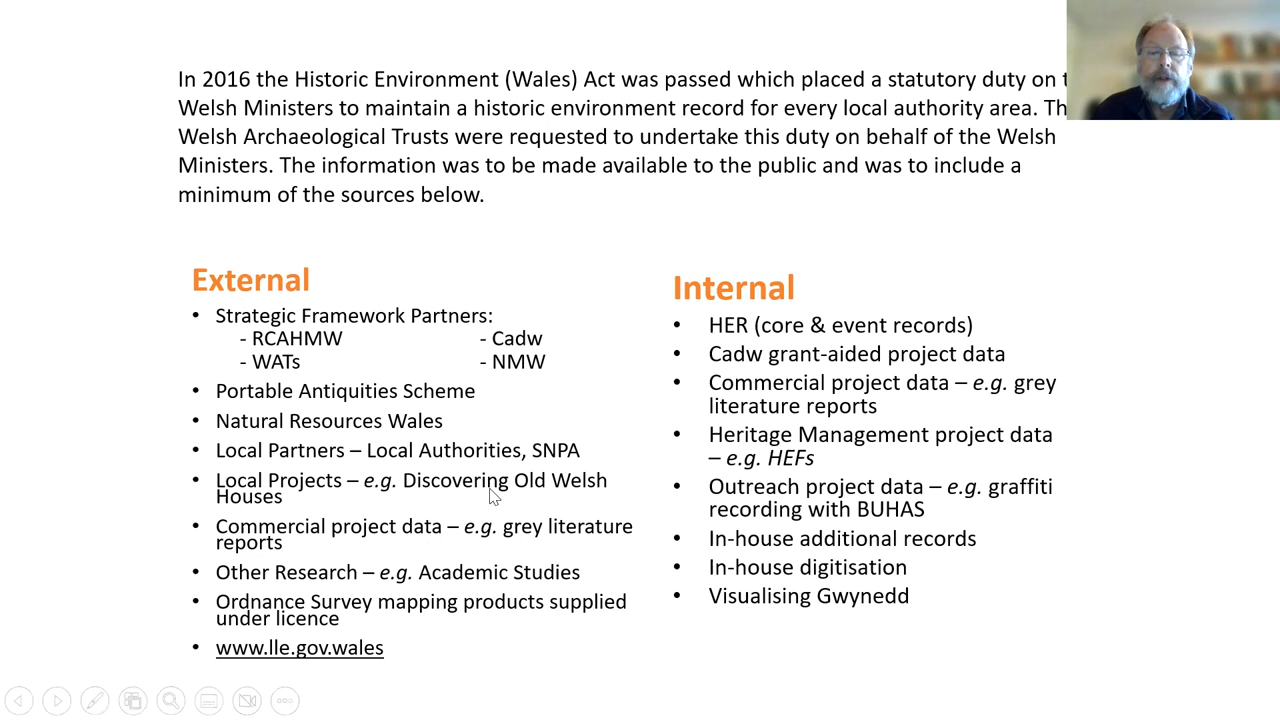 In 2016 the Historic Environment (Wales) Act was passed which placed a statutory duty on
Welsh Ministers to maintain a historic environment record for every local authority area.
Welsh Archaeological Trusts were requested to undertake this duty on behalf of the Welsh
Ministers. The information was to be made available to the public and was to include a
minimum of the sources below.
External
• Strategic Framework Partners:
- RCAHMW - Cadw
- WATs - NMW
• Portable Antiquities Scheme
• Natural Resources Wales
• Local Partners – Local Authorities, SNPA
• Local Projects – e.g. Discovering Old Welsh
Houses
• Commercial project data – e.g. grey literature
reports
• Other Research – e.g. Academic Studies
• Ordnance Survey mapping products supplied
under licence
• www.lle.gov.wales
Internal
• HER (core & event records)
• Cadw grant-aided project data
• Commercial project data – e.g. grey
literature reports
• Heritage Management project data
– e.g. HEFs
• Outreach project data – e.g. graffiti
recording with BUHAS
• In-house additional records
• In-house digitisation
• Visualising Gwynedd